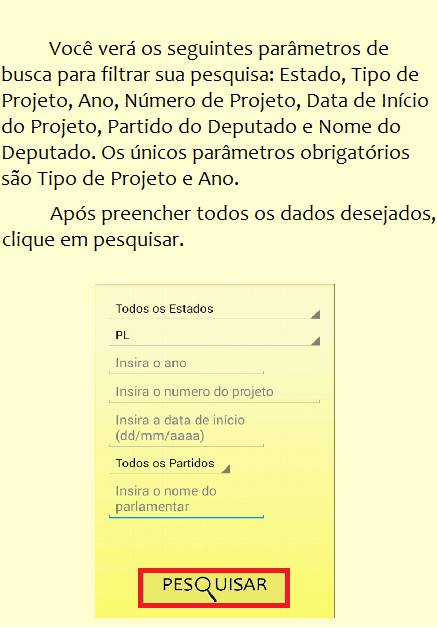 Você verá os seguintes parâmetros de
busca para filtrar sua pesquisa: Estado, Tipo de
Projeto, Ano, Número de Projeto, Data de Início
do Projeto, Partido do Deputado e Nome do
Deputado. Os únicos parâmetros obrigatórios
são Tipo de Projeto e Ano.
Após preencher todos os dados desejados,
clique em pesquisar.
Todos os Estados
PL
Insira o ano
Insira o numero do projeto
Insira a data de início
(dd/mm/aaaa)
Todos os Partidos
Insira o nome do
parlamentar
PESQUISAR